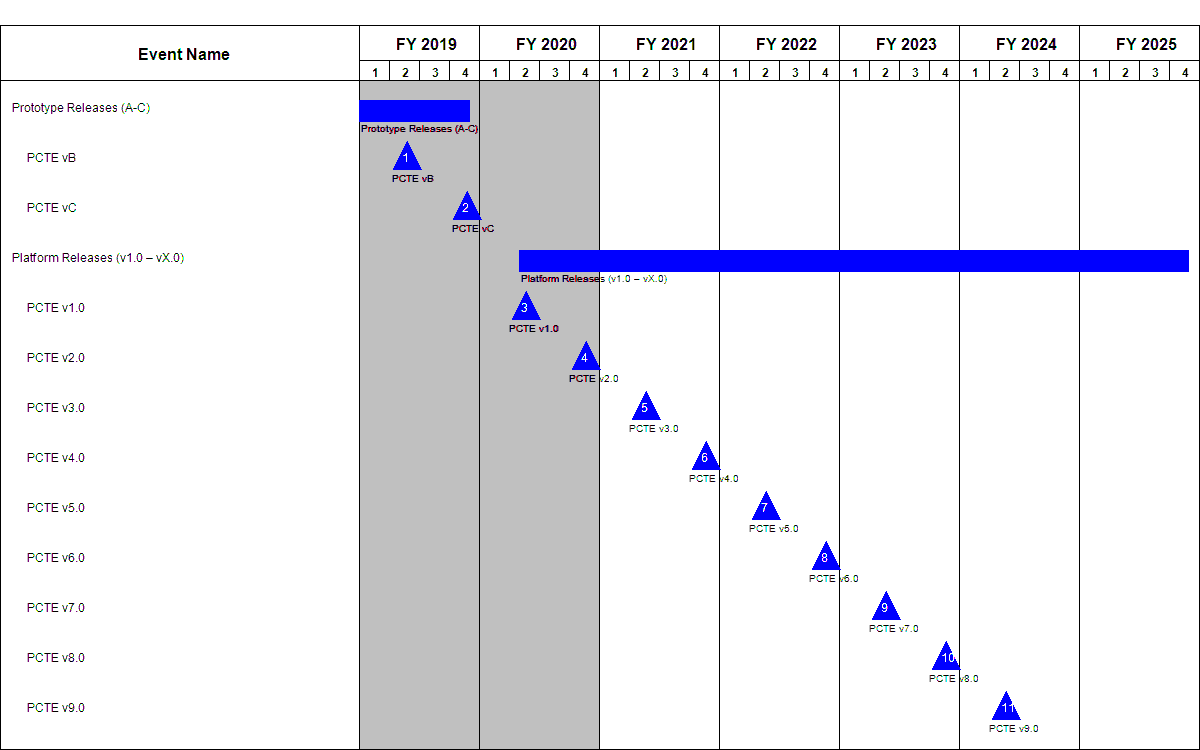 Event Name
FY 2019 FY 2020 FY 2021 FY 2022 FY 2023 FY 2024 FY 2025
1 2 3 4 1 2 3 4 1 2 3 4 1 2 3 4 1 2 3 4 1 2 3 4 1 2 3 4
Prototype Releases (A-C)
Prototype Releases (A-C)
PCTE vB
1
PCTE vB
PCTE vC
2
PCTE vC
Platform Releases (v1.0 – vX.0)
Platform Releases (v1.0 – vX.0)
PCTE v1.0
3
PCTE v1.0
PCTE v2.0
4
PCTE v2.0
PCTE v3.0
5
PCTE v3.0
PCTE v4.0
6
PCTE v4.0
PCTE v5.0
7
PCTE v5.0
PCTE v6.0
8
PCTE v6.0
PCTE v7.0
9
PCTE v7.0
PCTE v8.0
10
PCTE v8.0
PCTE v9.0
11
PCTE v9.0